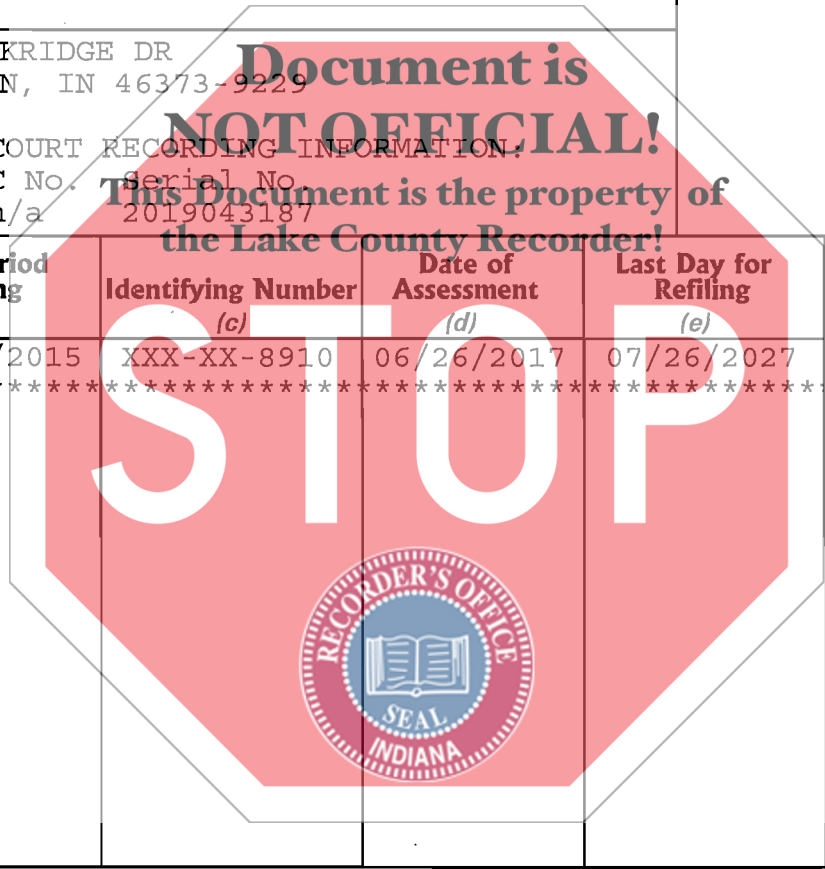 KRIDGE DR
N, IN 46373-9229
Document is
NOT OFFICIAL!
COURT RECORDING INFORMATION:
C No. Serial No.
n/a 2019043187
This Document is the property of
the Lake County Recorder!
riod
ng
Identifying Number
(c)
Date of
Assessment
(d)
Last Day for
Refiling
(e)
/2015 XXX-XX-8910 06/26/2017 07/26/2027
***********************************************
STOP
RECORDER'S OFFICE
SEAL
INDIANA